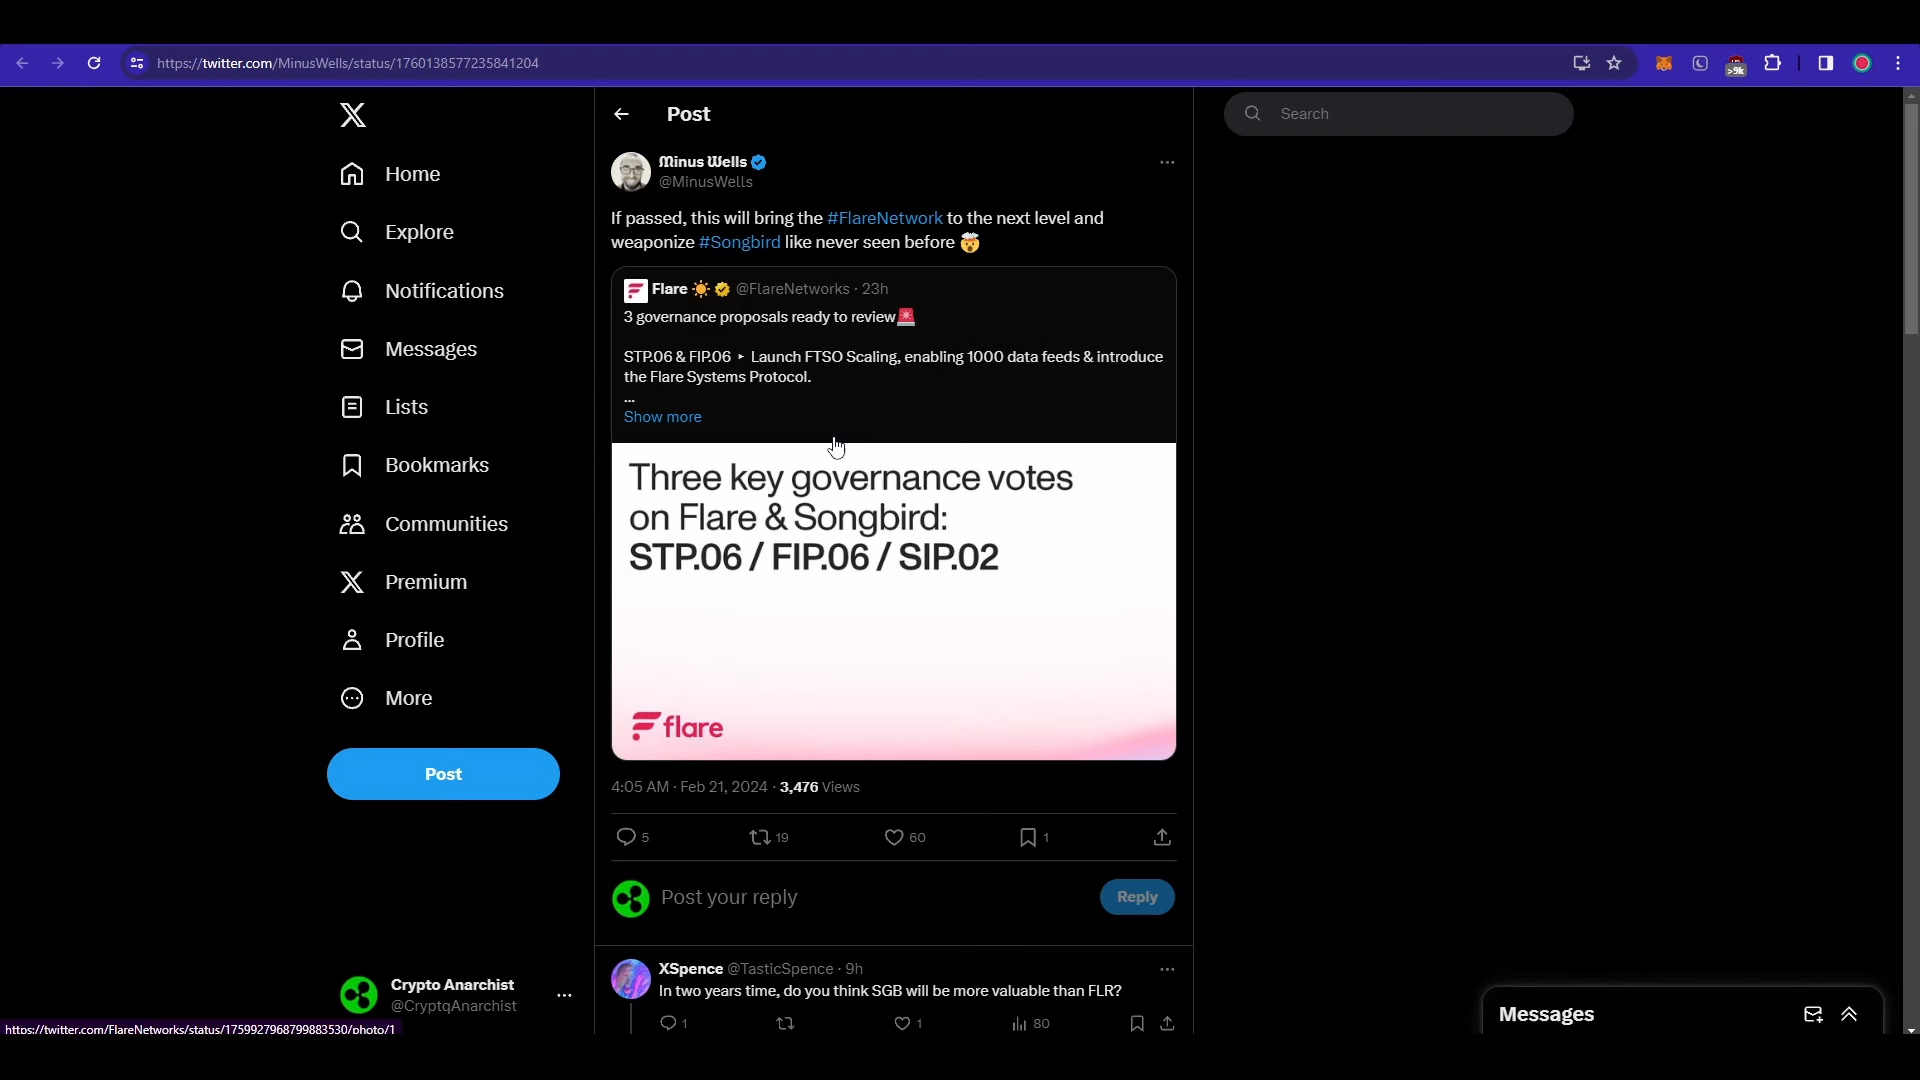 https://twitter.com/MinusWells/status/1760138577235841204
>9k
Post
Search
Home
Explore
Notifications
Messages
Lists
Bookmarks
Communities
Premium
Profile
More
Post
Crypto Anarchist
@CryptqAnarchist
https://twitter.com/FlareNetworks/status/1759927968799883530/photo/1
Minus Wells
@MinusWells
If passed, this will bring the #FlareNetwork to the next level and
weaponize #Songbird like never seen before 🤯
Flare ☀️ @FlareNetworks · 23h
3 governance proposals ready to review🚨
STP.06 & FIP.06 ‣ Launch FTSO Scaling, enabling 1000 data feeds & introduce
the Flare Systems Protocol.
...
Show more
Three key governance votes
on Flare & Songbird:
STP.06 / FIP.06 / SIP.02
flare
4:05 AM · Feb 21, 2024 · 3,476 Views
5 19 60 1
Post your reply
Reply
XSpence @TasticSpence · 9h
In two years time, do you think SGB will be more valuable than FLR?
1 1 80
Messages